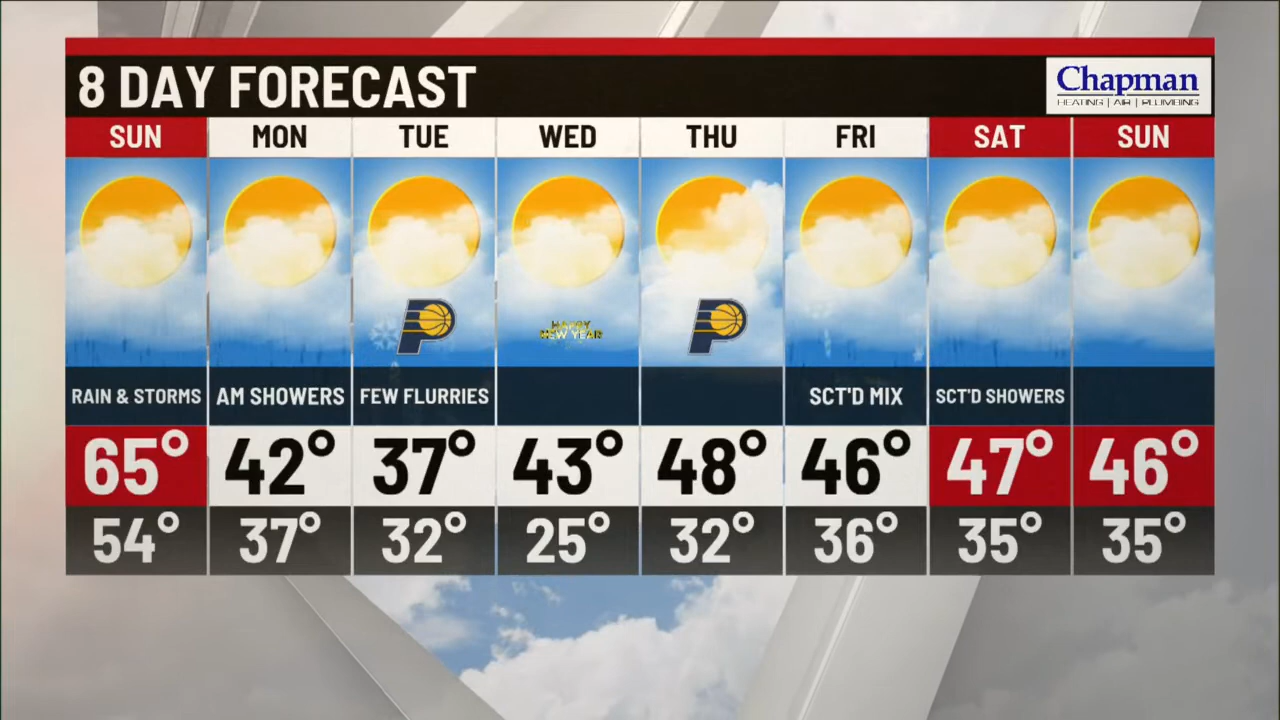 8 DAY FORECAST
Chapman
HEATING | AIR | PLUMBING
SUN MON TUE WED THU FRI SAT SUN
P P
HAPPY
NEW YEAR
RAIN & STORMS AM SHOWERS FEW FLURRIES SCT'D MIX SCT'D SHOWERS
65° 42° 37° 43° 48° 46° 47° 46°
54° 37° 32° 25° 32° 36° 35° 35°